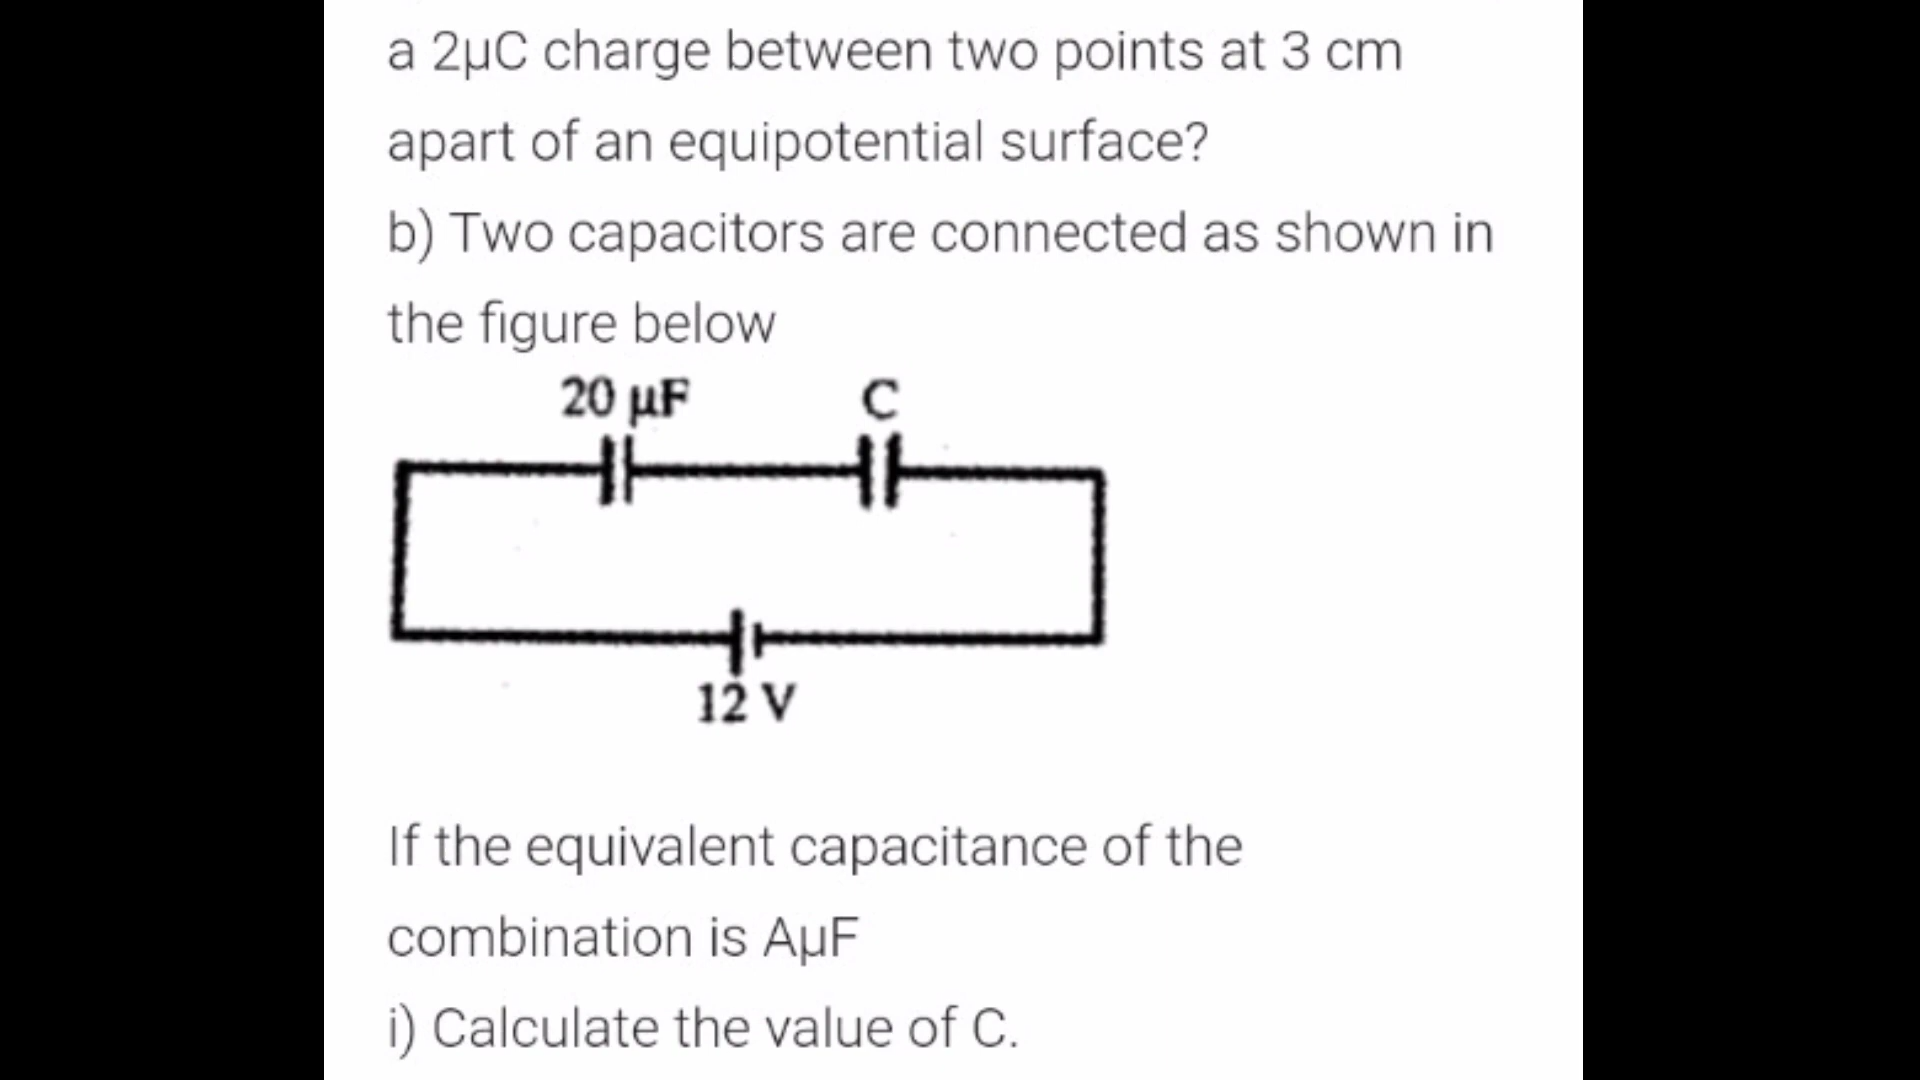 a 2μC charge between two points at 3 cm
apart of an equipotential surface?
b) Two capacitors are connected as shown in
the figure below
20 μF C
12 V
If the equivalent capacitance of the
combination is AμF
i) Calculate the value of C.